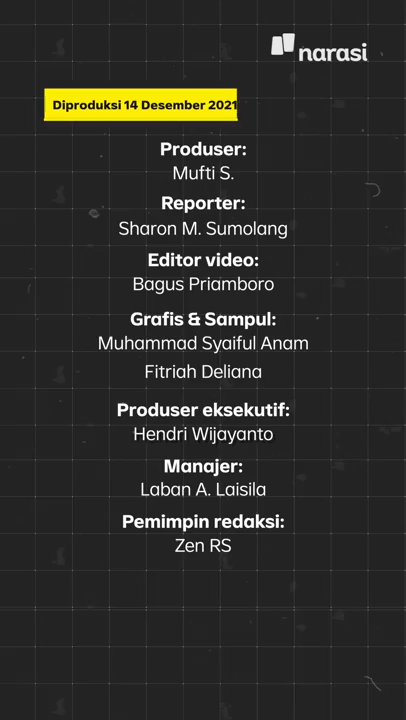 narasi
Diproduksi 14 Desember 2021
Produser:
Mufti S.
Reporter:
Sharon M. Sumolang
Editor video:
Bagus Priamboro
Grafis & Sampul:
Muhammad Syaiful Anam
Fitriah Deliana
Produser eksekutif:
Hendri Wijayanto
Manajer:
Laban A. Laisila
Pemimpin redaksi:
Zen RS